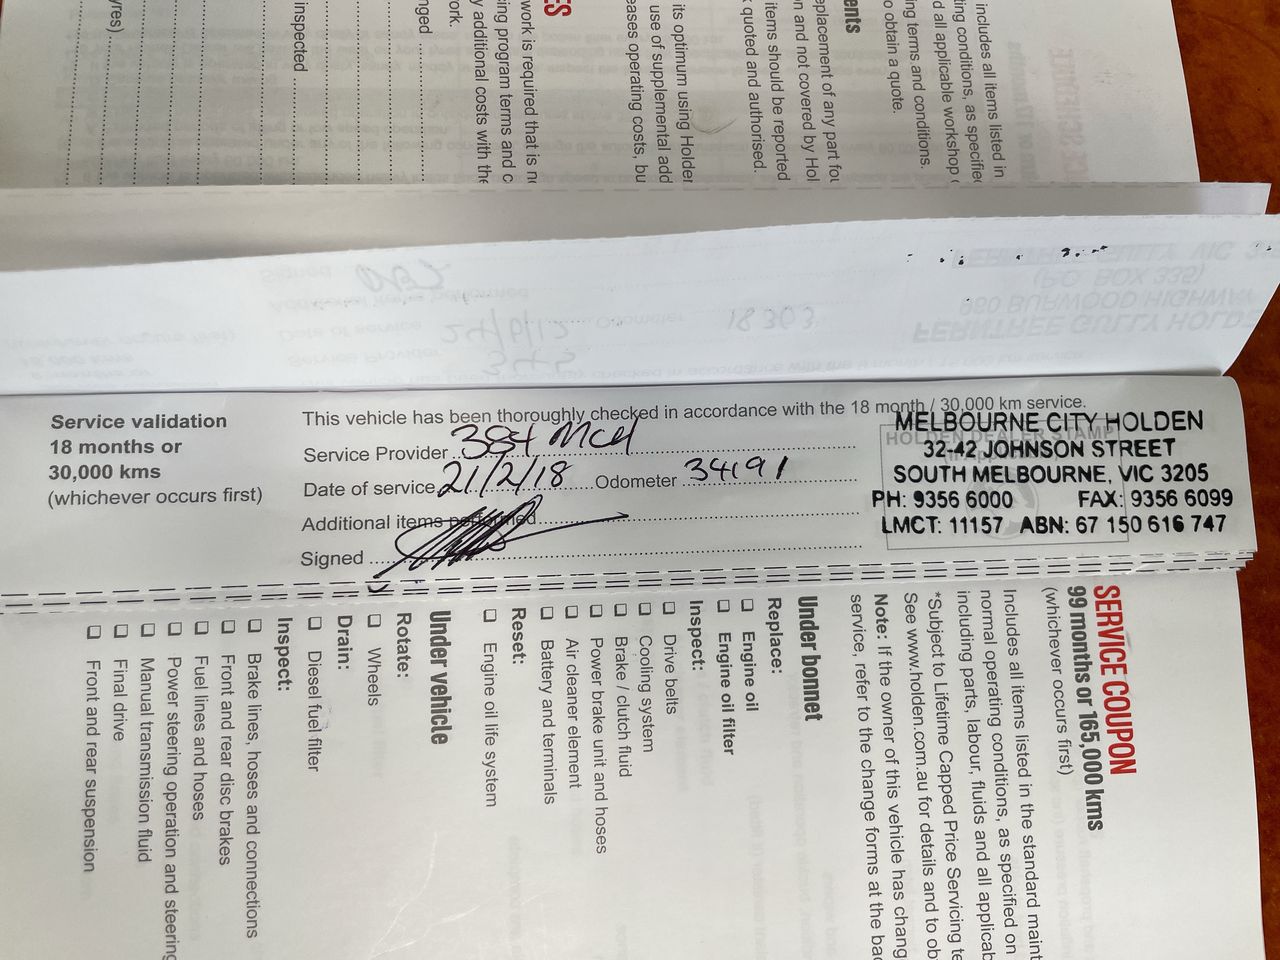 includes all items listed in
ting conditions, as specified
d all applicable workshop
ng terms and conditions.
o obtain a quote.
ents
eplacement of any part fou
n and not covered by Hol
items should be reported
quoted and authorised.
its optimum using Holden
use of supplemental add
eases operating costs, bu
ES
work is required that is n
ing program terms and c
y additional costs with the
ork.
nged
inspected
yres)
Service validation
18 months or
30,000 kms
(whichever occurs first)
This vehicle has been thoroughly checked in accordance with the 18 month / 30,000 km service.
Service Provider 384 MCH
Date of service 21/2/18 Odometer 34191
Additional items performed
Signed
HOLDEN DEALER STAMP
MELBOURNE CITY HOLDEN
32-42 JOHNSON STREET
SOUTH MELBOURNE, VIC 3205
PH: 9356 6000 FAX: 9356 6099
LMCT: 11157 ABN: 67 150 616 747
SERVICE COUPON
99 months or 165,000 kms
(whichever occurs first)
Includes all items listed in the standard maint
normal operating conditions, as specified on
including parts, labour, fluids and all applicab
*Subject to Lifetime Capped Price Servicing te
See www.holden.com.au for details and to ob
Note: If the owner of this vehicle has chang
service, refer to the change forms at the bac
Under bonnet
Replace:
❑ Engine oil
❑ Engine oil filter
Inspect:
❑ Drive belts
❑ Cooling system
❑ Brake / clutch fluid
❑ Power brake unit and hoses
❑ Air cleaner element
❑ Battery and terminals
Reset:
❑ Engine oil life system
Under vehicle
Rotate:
❑ Wheels
Drain:
❑ Diesel fuel filter
Inspect:
❑ Brake lines, hoses and connections
❑ Front and rear disc brakes
❑ Fuel lines and hoses
❑ Power steering operation and steering
❑ Manual transmission fluid
❑ Final drive
❑ Front and rear suspension